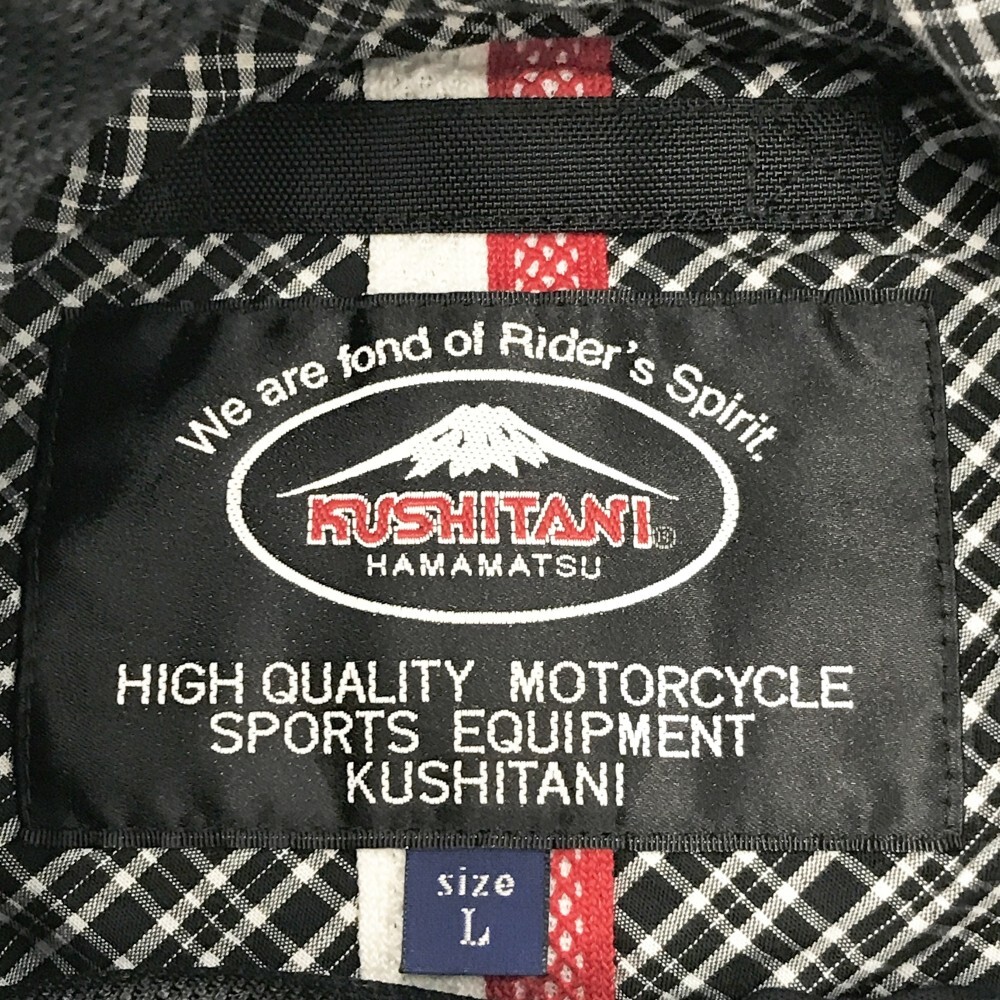 We are fond of Rider's Spirit.
KUSHITANI®
HAMAMATSU
HIGH QUALITY MOTORCYCLE
SPORTS EQUIPMENT
KUSHITANI
size
L